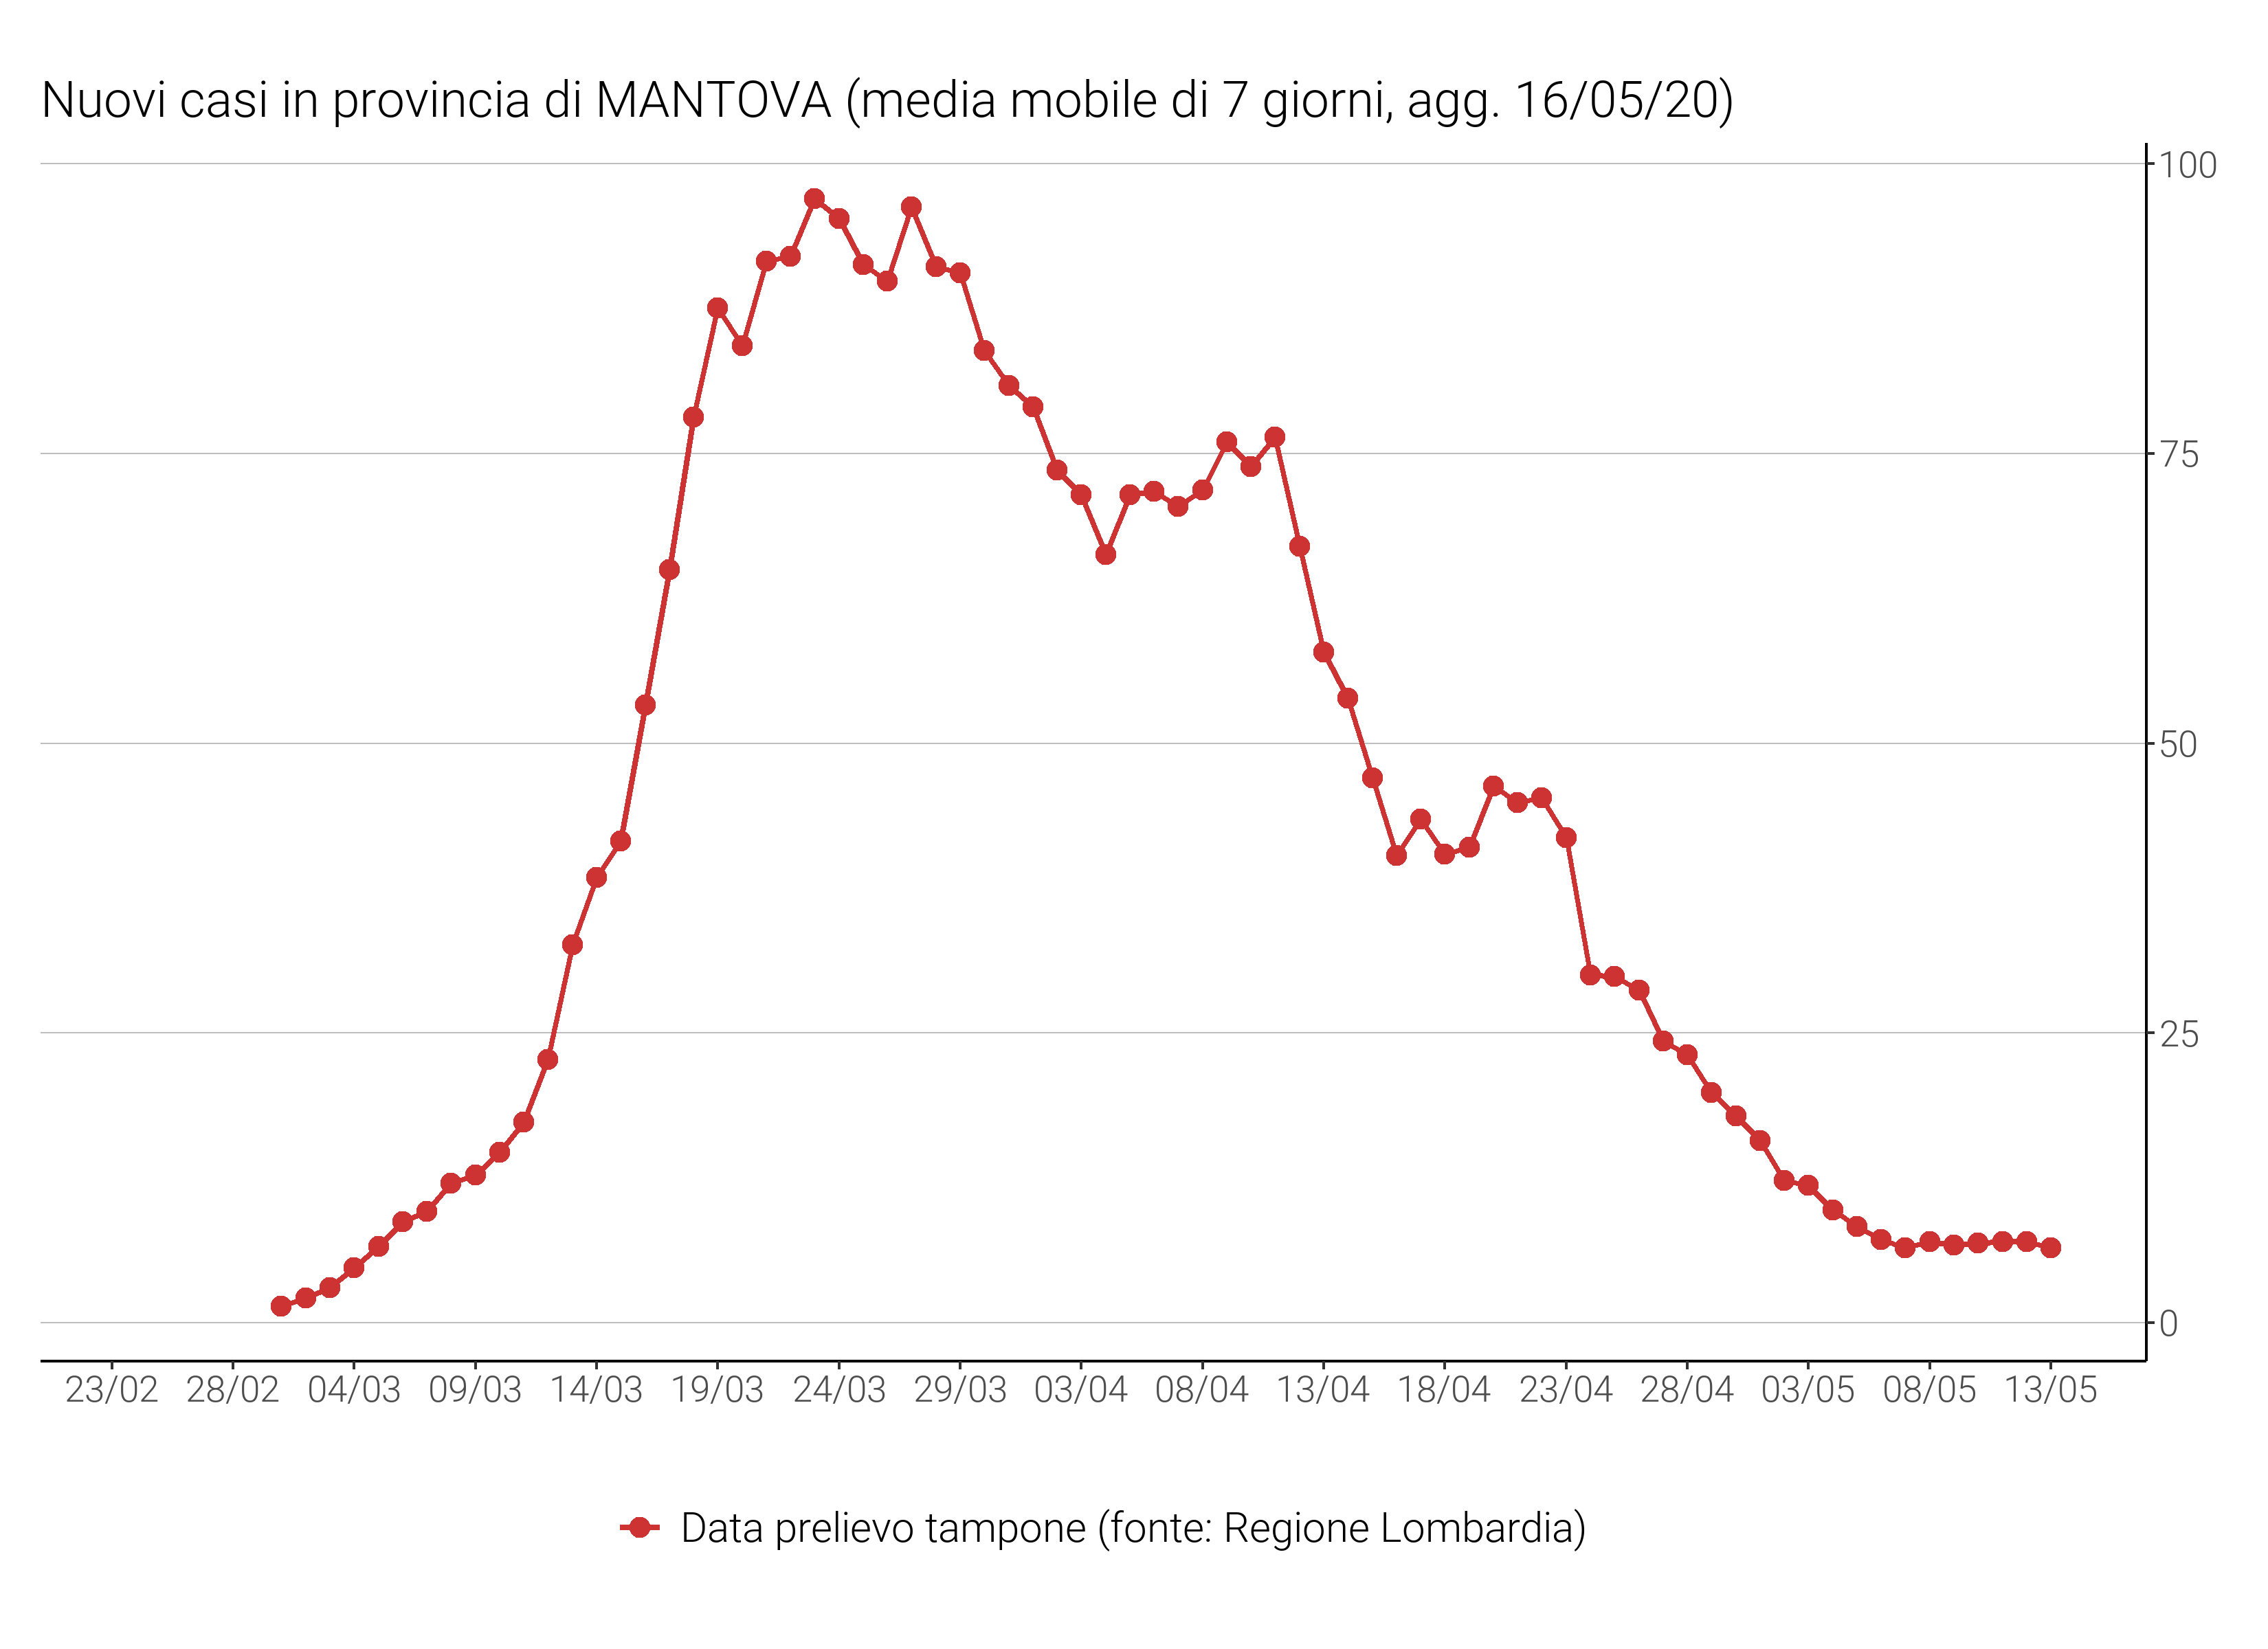 Nuovi casi in provincia di MANTOVA (media mobile di 7 giorni, agg. 16/05/20)
100
75
50
25
0
23/02 28/02 04/03 09/03 14/03 19/03 24/03 29/03 03/04 08/04 13/04 18/04 23/04 28/04 03/05 08/05 13/05
Data prelievo tampone (fonte: Regione Lombardia)